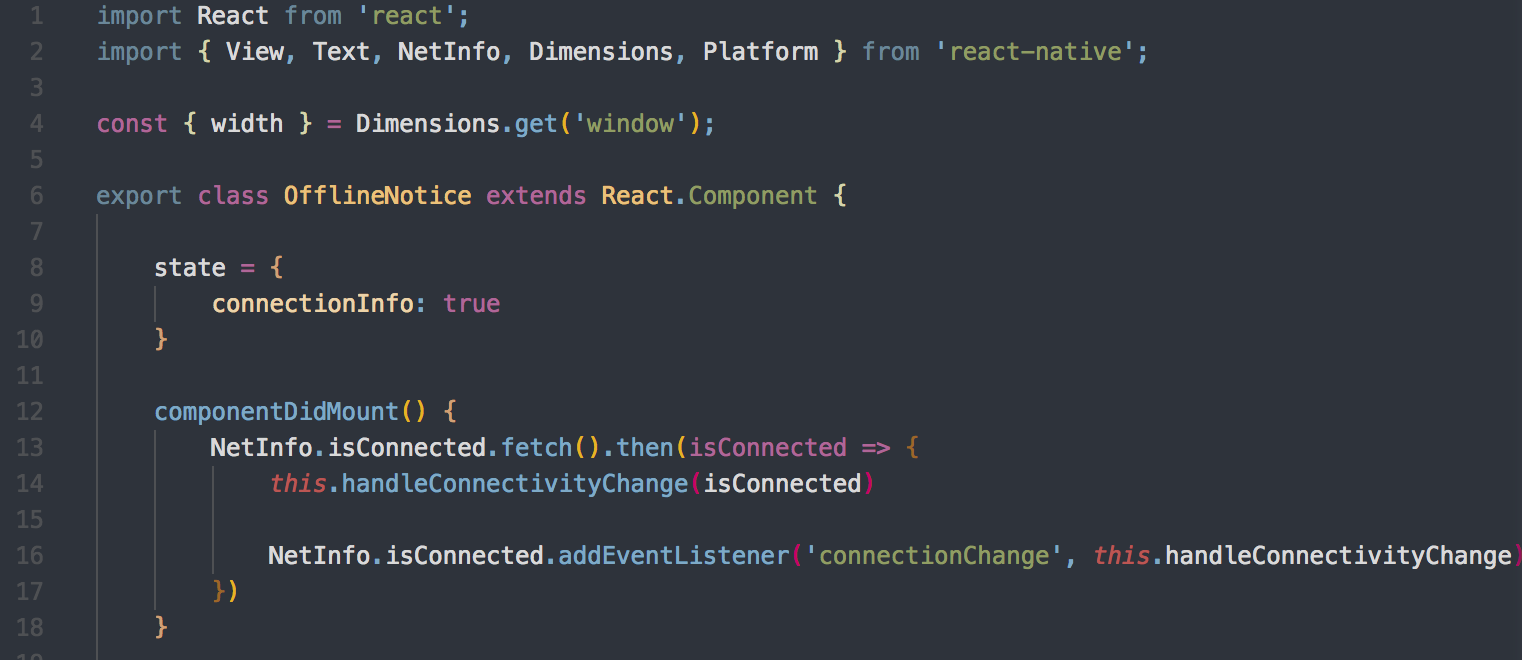 1 import React from 'react';
2 import { View, Text, NetInfo, Dimensions, Platform } from 'react-native';
3
4 const { width } = Dimensions.get('window');
5
6 export class OfflineNotice extends React.Component {
7
8 state = {
9 connectionInfo: true
10 }
11
12 componentDidMount() {
13 NetInfo.isConnected.fetch().then(isConnected => {
14 this.handleConnectivityChange(isConnected)
15
16 NetInfo.isConnected.addEventListener('connectionChange', this.handleConnectivityChange)
17 })
18 }